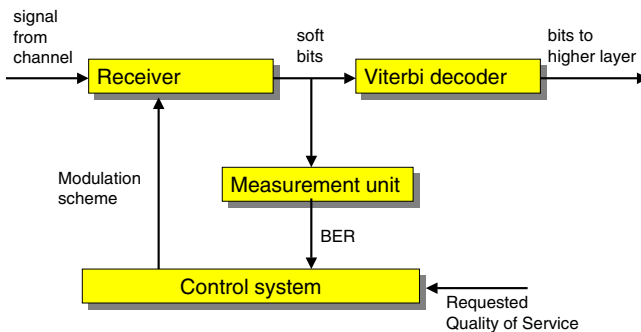 signal
from
channel
soft
bits
bits to
higher layer
Receiver
Viterbi decoder
Modulation
scheme
Measurement unit
BER
Control system
Requested
Quality of Service